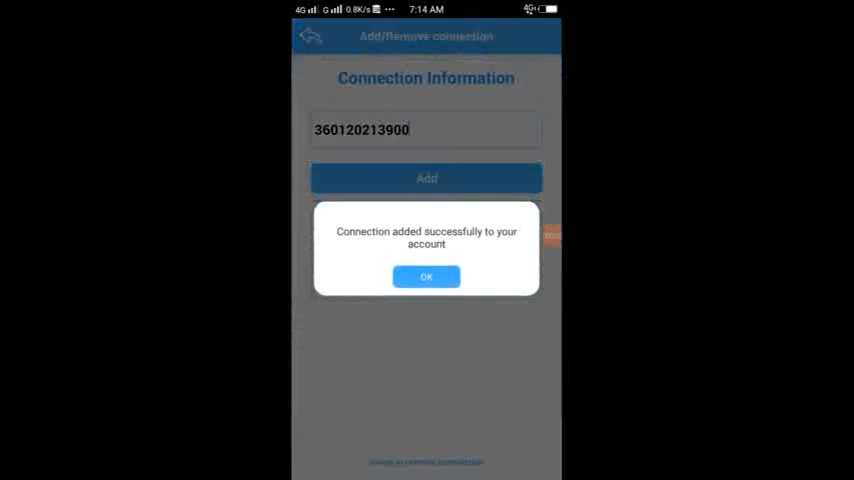 4G G 0.8K/s ... 7:14 AM 4G
Add/Remove connection
Connection Information
360120213900
Add
Connection added successfully to your
account
OK